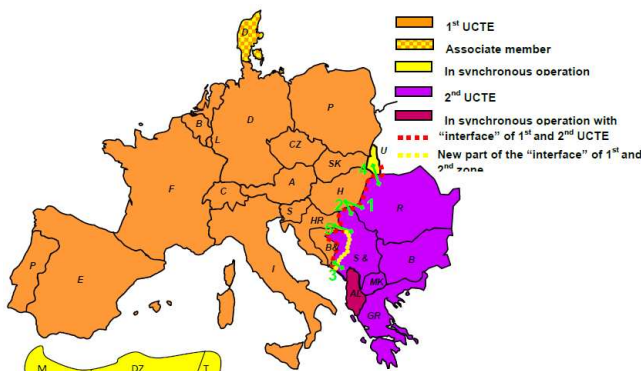 1st UCTE
Associate member
In synchronous operation
2nd UCTE
In synchronous operation with
"interface" of 1st and 2nd UCTE
New part of the "interface" of 1st and
2nd zone
D
N
B
L
D
P
CZ
SK
U
F
C
A
H
4
S
HR
2
1
R
5
B&
S &
B
3
P
E
I
AL
MK
GR
M
DZ
T